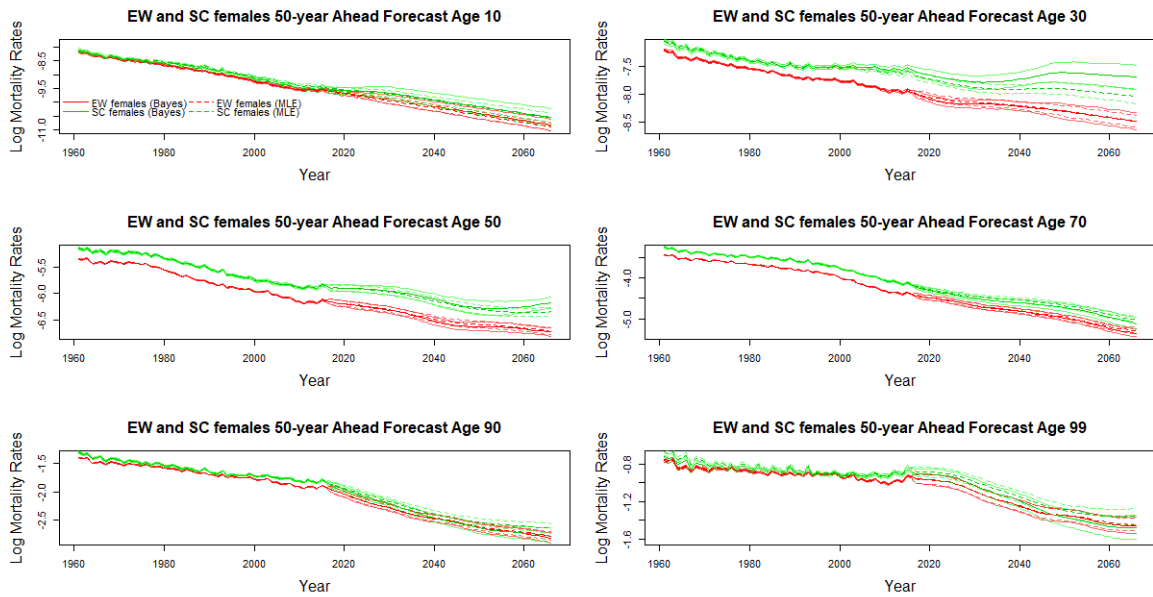 EW and SC females 50-year Ahead Forecast Age 10
Log Mortality Rates
-8.5
-9.5
-11.0
EW females (Bayes)
EW females (MLE)
SC females (Bayes)
SC females (MLE)
1960 1980 2000 2020 2040 2060
Year
EW and SC females 50-year Ahead Forecast Age 30
Log Mortality Rates
-7.5
-8.0
-8.5
1960 1980 2000 2020 2040 2060
Year
EW and SC females 50-year Ahead Forecast Age 50
Log Mortality Rates
-5.5
-6.0
-6.5
1960 1980 2000 2020 2040 2060
Year
EW and SC females 50-year Ahead Forecast Age 70
Log Mortality Rates
-4.0
-5.0
1960 1980 2000 2020 2040 2060
Year
EW and SC females 50-year Ahead Forecast Age 90
Log Mortality Rates
-1.5
-2.0
-2.5
1960 1980 2000 2020 2040 2060
Year
EW and SC females 50-year Ahead Forecast Age 99
Log Mortality Rates
-0.8
-1.2
-1.6
1960 1980 2000 2020 2040 2060
Year